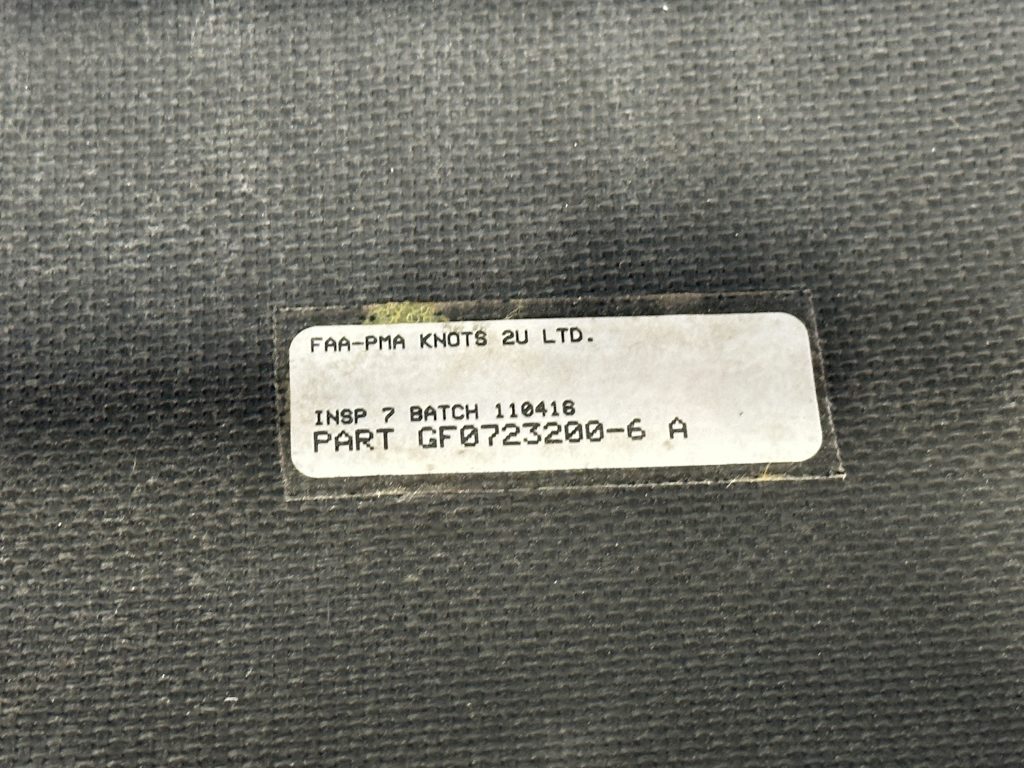 FAA-PMA KNOTS 2U LTD.
INSP 7 BATCH 110416
PART GF0723200-6 A